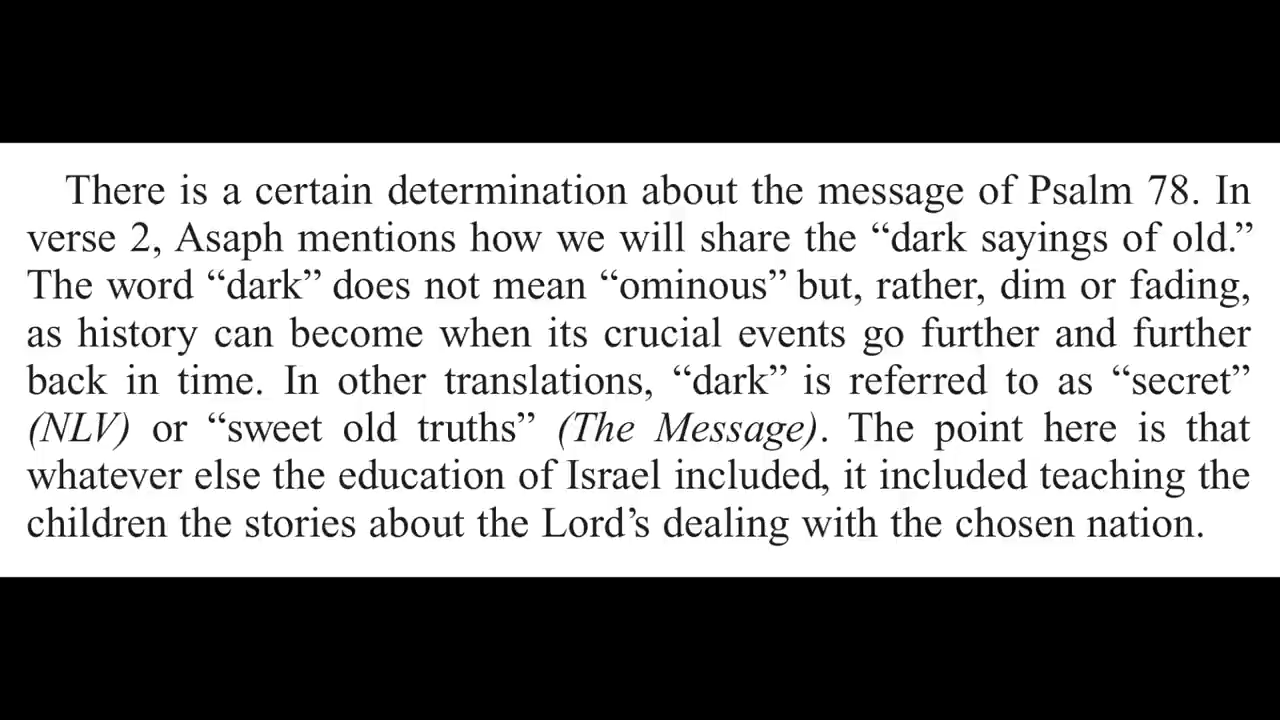 There is a certain determination about the message of Psalm 78. In
verse 2, Asaph mentions how we will share the “dark sayings of old.”
The word “dark” does not mean “ominous” but, rather, dim or fading,
as history can become when its crucial events go further and further
back in time. In other translations, “dark” is referred to as “secret”
(NLV) or “sweet old truths” (The Message). The point here is that
whatever else the education of Israel included, it included teaching the
children the stories about the Lord’s dealing with the chosen nation.